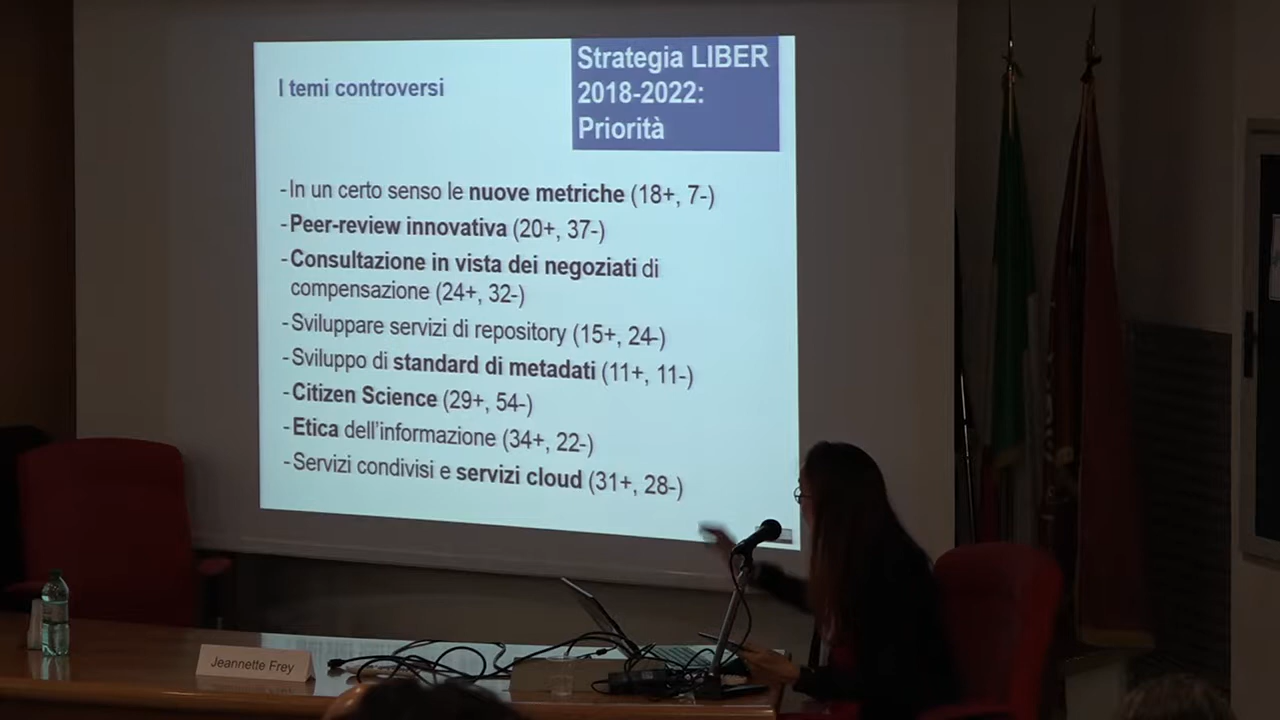 I temi controversi
Strategia LIBER
2018-2022:
Priorità
-In un certo senso le nuove metriche (18+, 7-)
-Peer-review innovativa (20+, 37-)
-Consultazione in vista dei negoziati di
compensazione (24+, 32-)
-Sviluppare servizi di repository (15+, 24-)
-Sviluppo di standard di metadati (11+, 11-)
-Citizen Science (29+, 54-)
-Etica dell'informazione (34+, 22-)
-Servizi condivisi e servizi cloud (31+, 28-)
Jeannette Frey